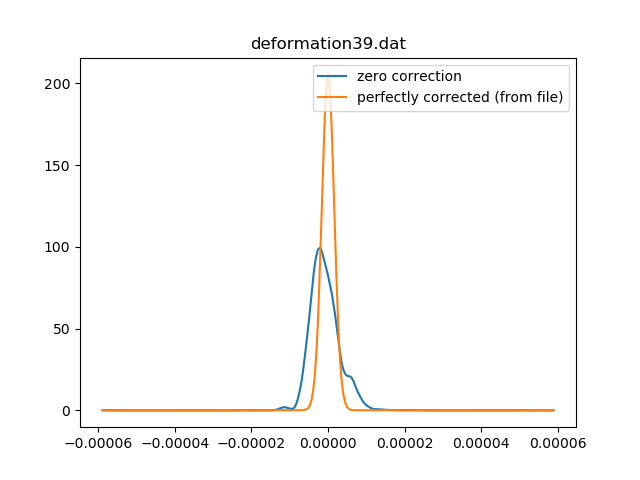 deformation39.dat
zero correction
perfectly corrected (from file)
200
150
100
50
0
−0.00006 −0.00004 −0.00002 0.00000 0.00002 0.00004 0.00006